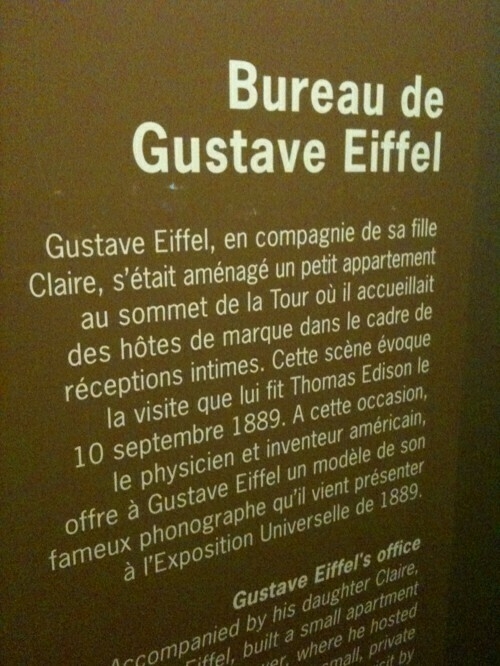 Bureau de
Gustave Eiffel
Gustave Eiffel, en compagnie de sa fille
Claire, s'était aménagé un petit appartement
au sommet de la Tour où il accueillait
des hôtes de marque dans le cadre de
réceptions intimes. Cette scène évoque
la visite que lui fit Thomas Edison le
10 septembre 1889. A cette occasion,
le physicien et inventeur américain,
offre à Gustave Eiffel un modèle de son
fameux phonographe qu'il vient présenter
à l'Exposition Universelle de 1889.
Gustave Eiffel's office
Accompanied by his daughter Claire,
Eiffel, built a small apartment
where he hosted
small, private
by